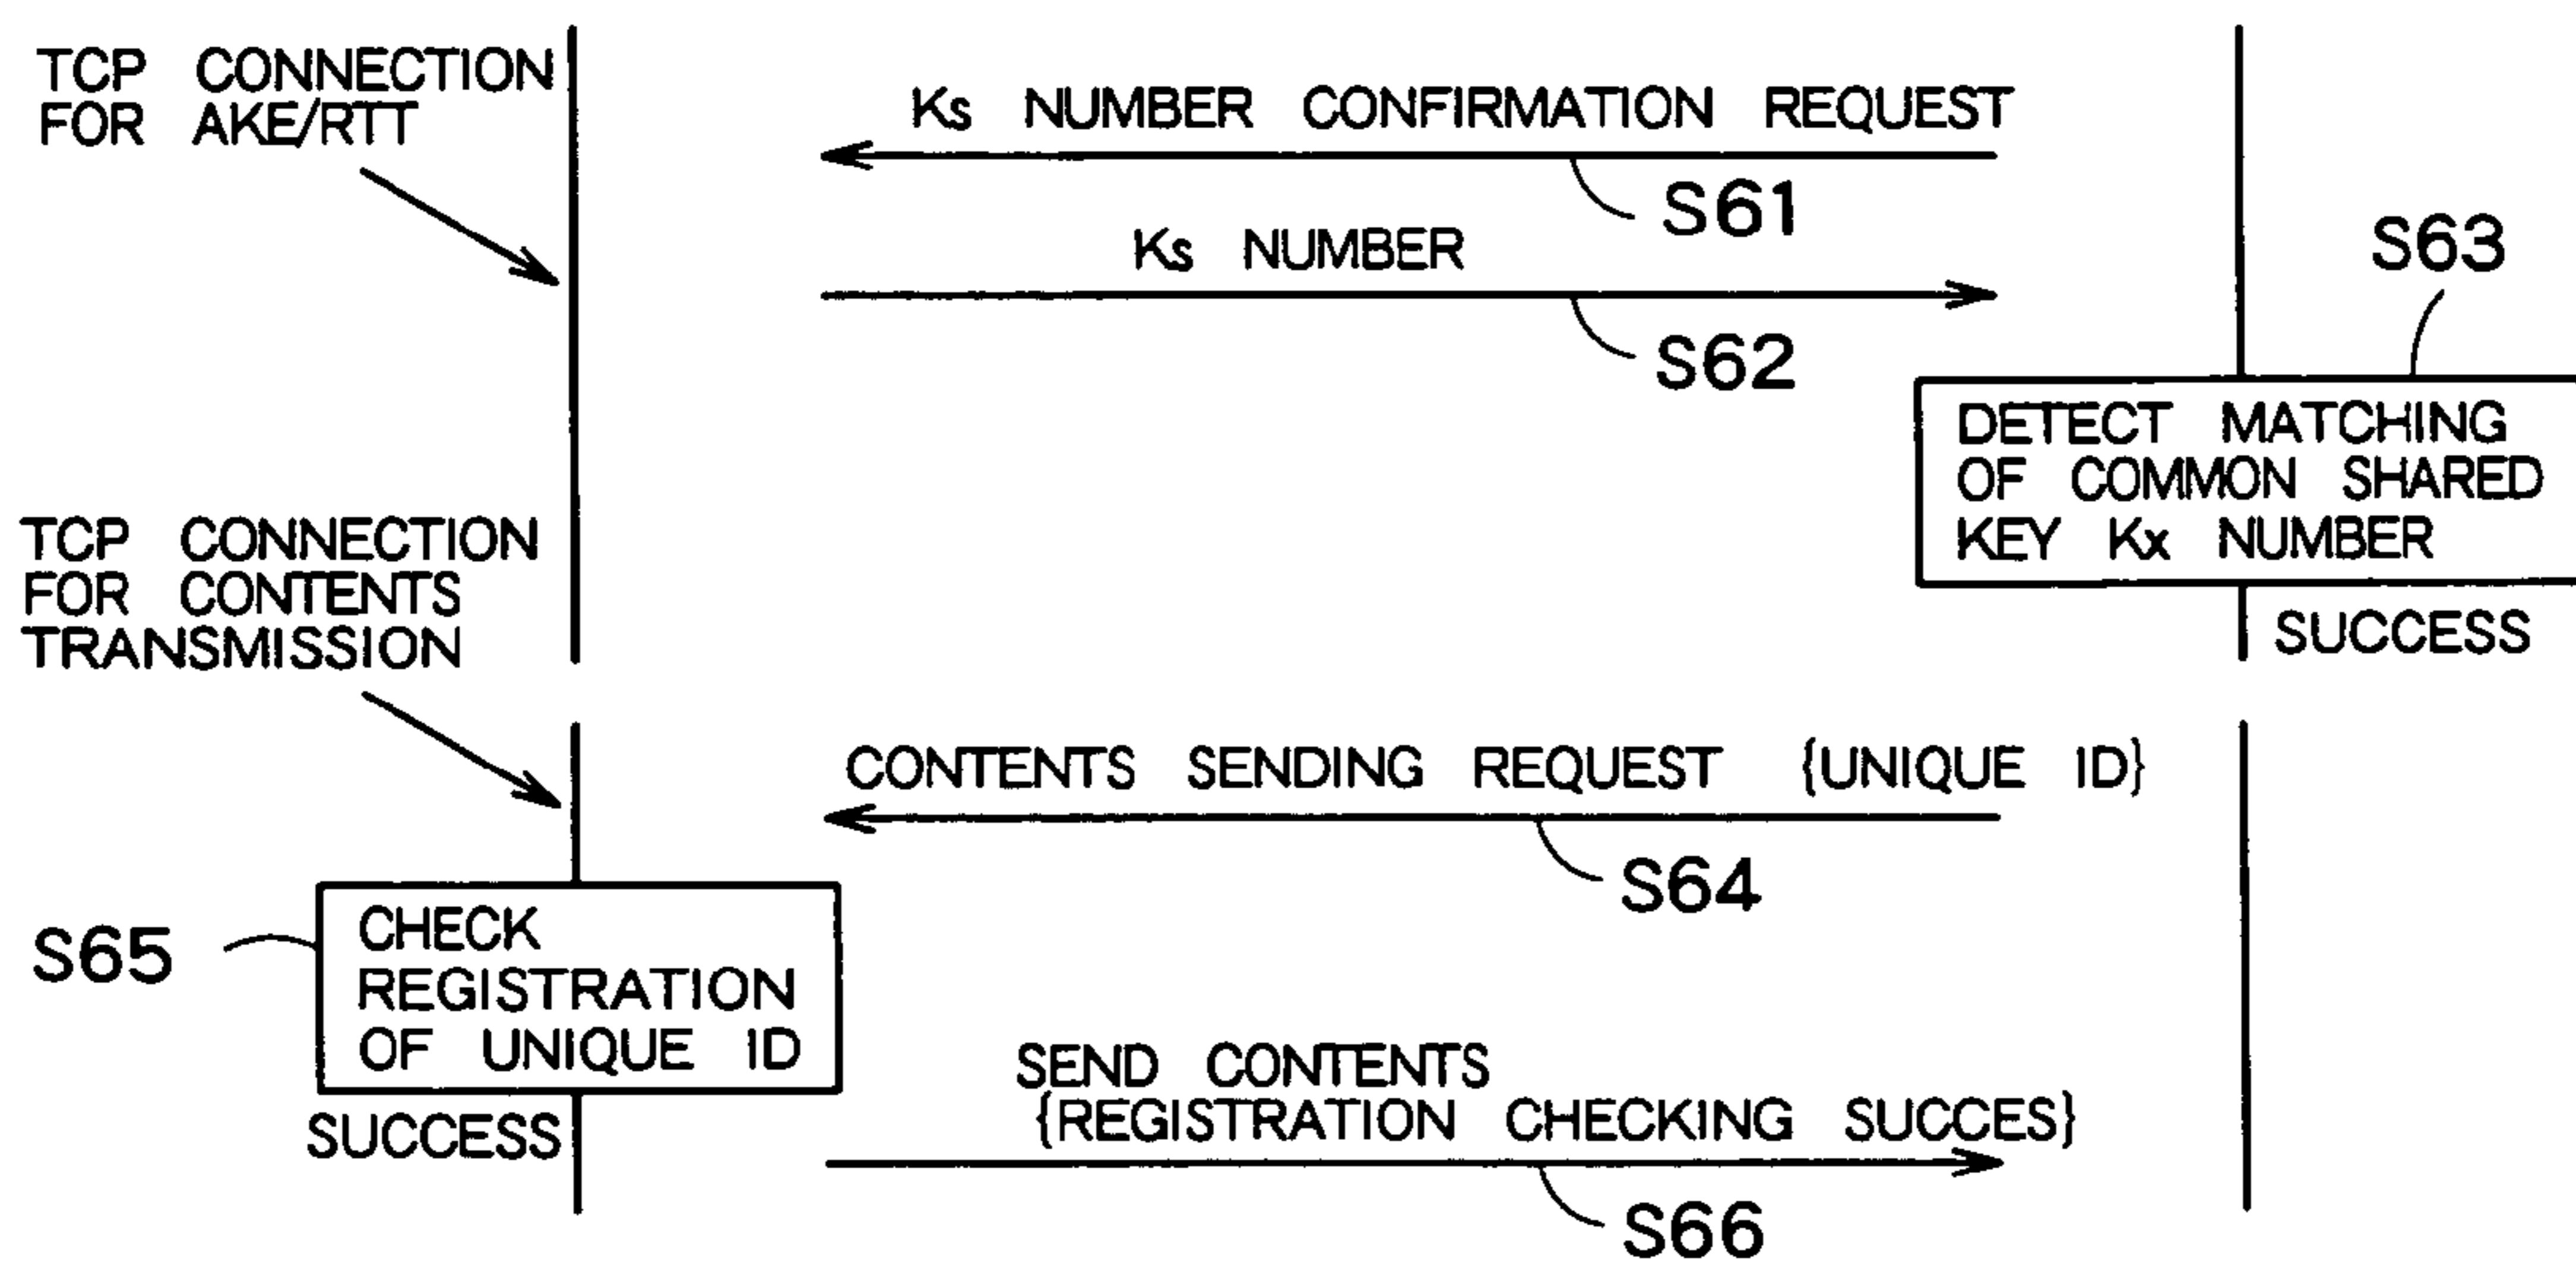 TCP CONNECTION
FOR AKE/RTT
Ks NUMBER CONFIRMATION REQUEST
S61
Ks NUMBER
S62
S63
DETECT MATCHING
OF COMMON SHARED
KEY Kx NUMBER
SUCCESS
TCP CONNECTION
FOR CONTENTS
TRANSMISSION
CONTENTS SENDING REQUEST {UNIQUE ID}
S64
S65
CHECK
REGISTRATION
OF UNIQUE ID
SUCCESS
SEND CONTENTS
{REGISTRATION CHECKING SUCCES}
S66